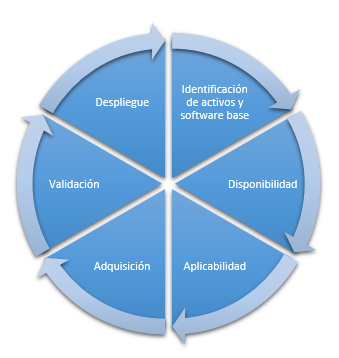 Identificación
de activos y
software base
Disponibilidad
Aplicabilidad
Adquisición
Validación
Despliegue